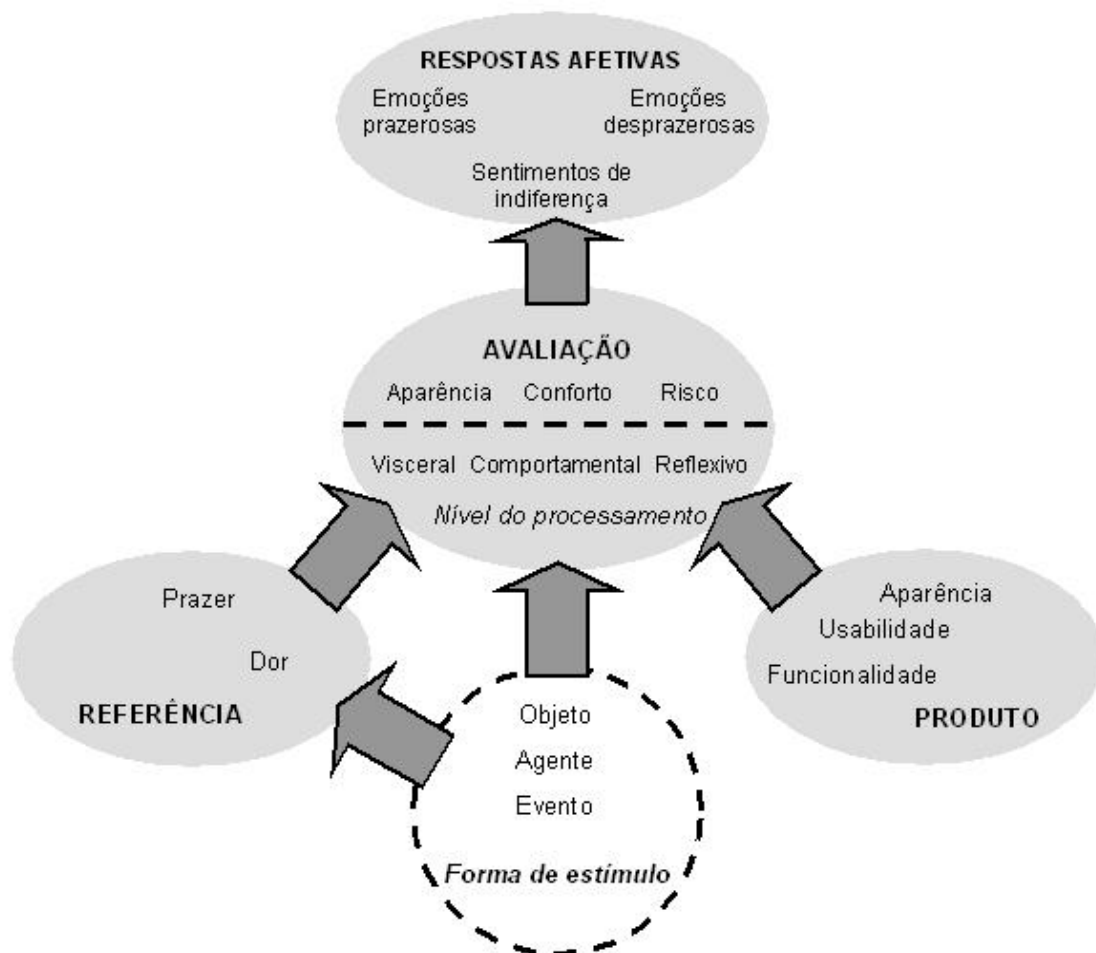 RESPOSTAS AFETIVAS
Emoções
prazerosas
Emoções
desprazerosas
Sentimentos de
indiferença
AVALIAÇÃO
Aparência Conforto Risco
Visceral Comportamental Reflexivo
Nível do processamento
Prazer
Dor
REFERÊNCIA
Objeto
Agente
Evento
Forma de estímulo
Aparência
Usabilidade
Funcionalidade
PRODUTO